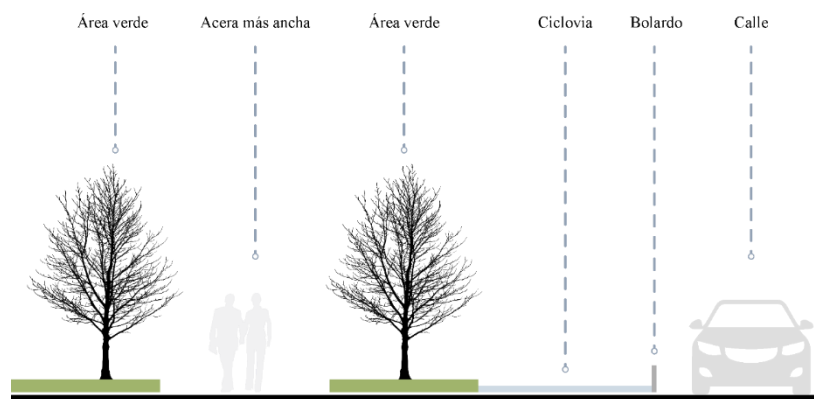 Área verde
Acera más ancha
Área verde
Ciclovia
Bolardo
Calle